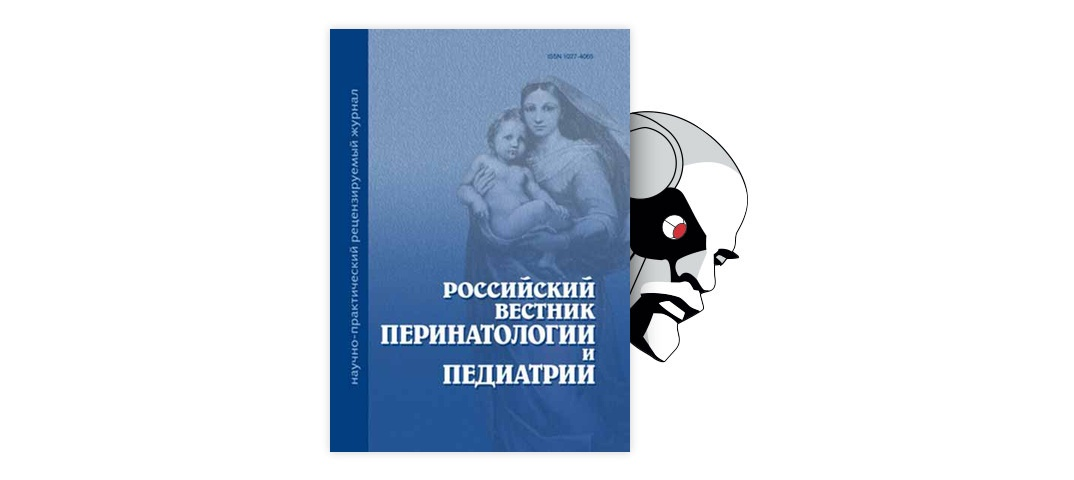 ISSN 1027-4065
научно-практический рецензируемый журнал
РОССИЙСКИЙ
ВЕСТНИК
ПЕРИНАТОЛОГИИ
И
ПЕДИАТРИИ